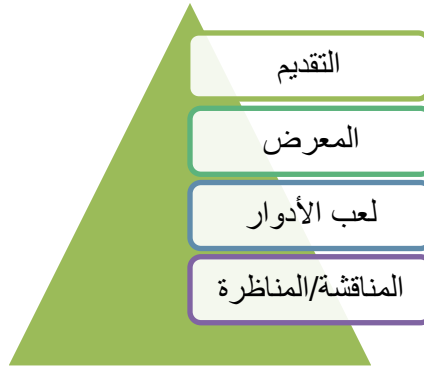 التقديم
المعرض
لعب الأدوار
المناقشة/المناظرة